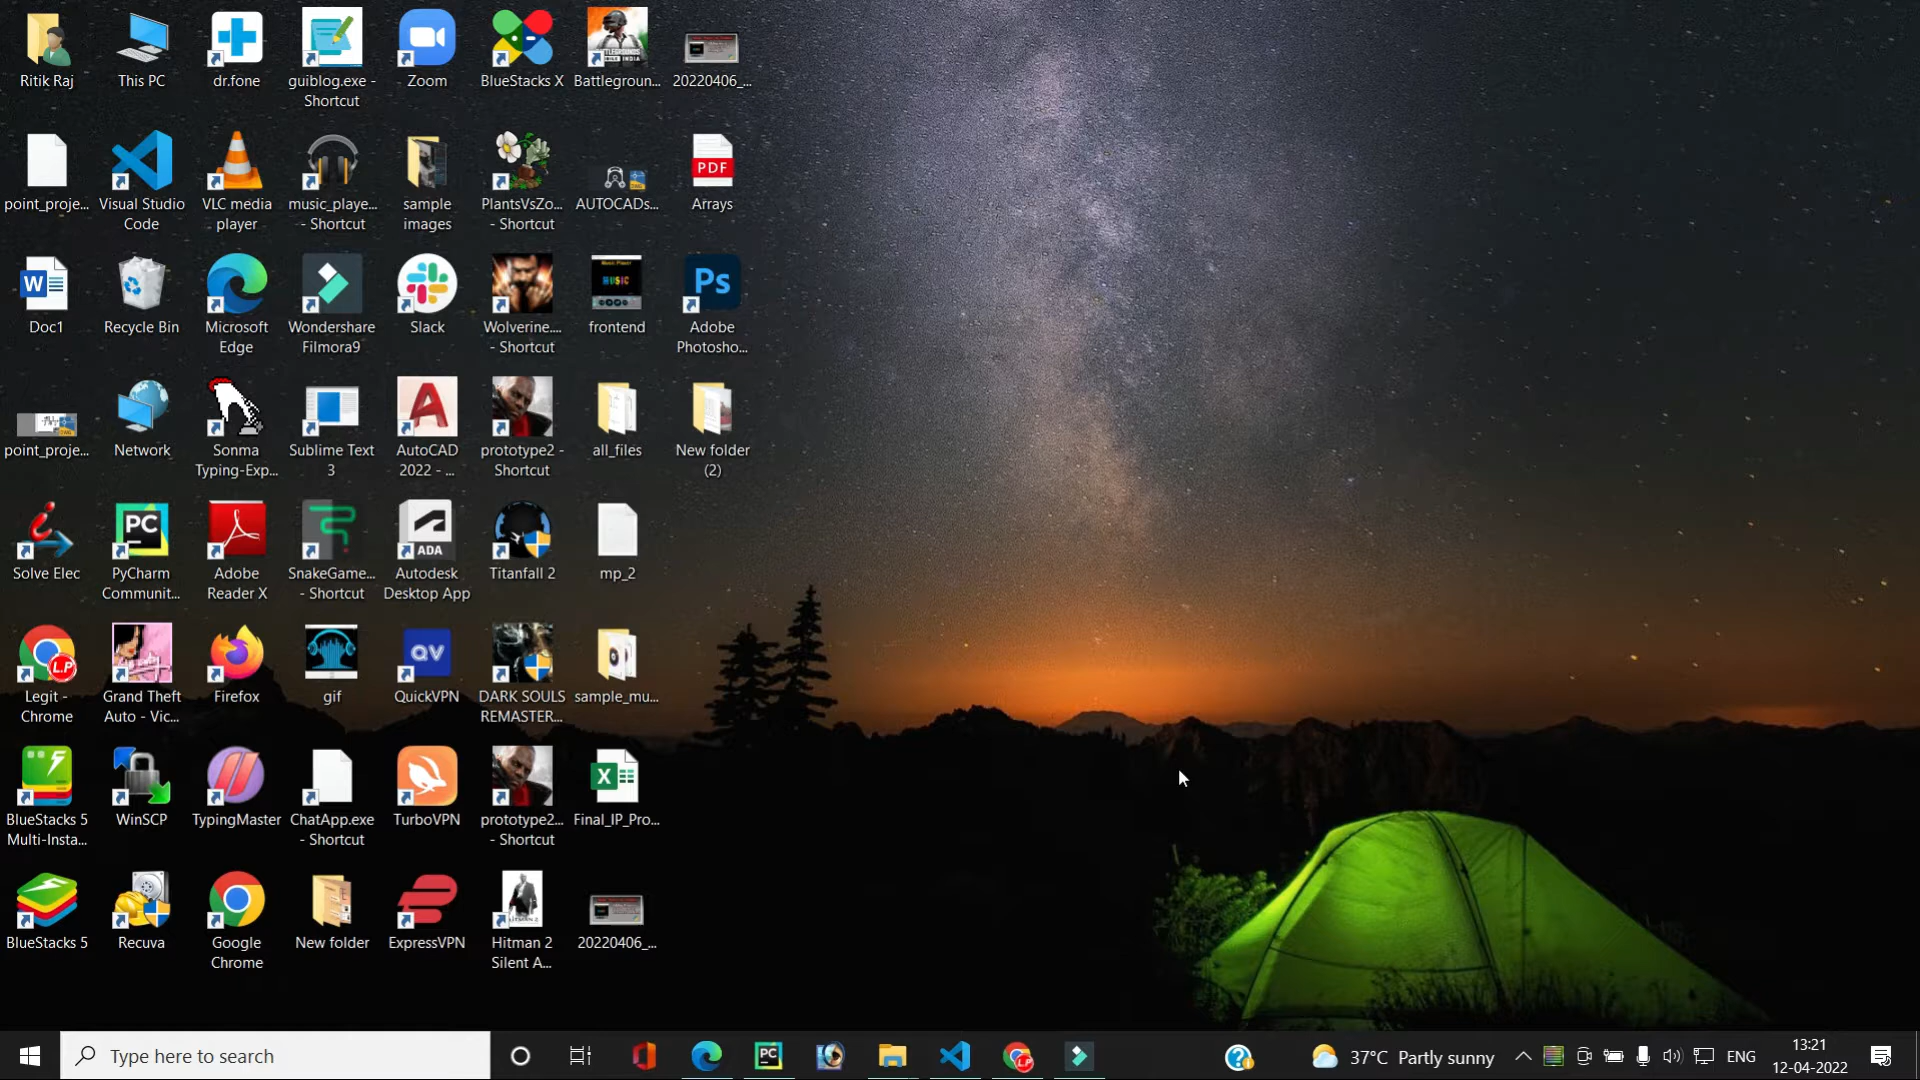 Ritik Raj
This PC
dr.fone
guiblog.exe -
Shortcut
Zoom
BlueStacks X
Battlegroun...
20220406_...
point_proje...
Visual Studio
Code
VLC media
player
music_playe...
- Shortcut
sample
images
PlantsVsZo...
- Shortcut
AUTOCADs...
PDF
Arrays
W
Doc1
Recycle Bin
Microsoft
Edge
Wondershare
Filmora9
Slack
Wolverine....
- Shortcut
MUSIC
frontend
Ps
Adobe
Photosho...
point_proje...
Network
Sonma
Typing-Exp...
Sublime Text
3
AutoCAD
2022 - ...
prototype2 -
Shortcut
all_files
New folder
(2)
Solve Elec
PC
PyCharm
Communit...
Adobe
Reader X
SnakeGame...
- Shortcut
ADA
Autodesk
Desktop App
Titanfall 2
mp_2
L.P
Legit -
Chrome
Grand Theft
Auto - Vic...
Firefox
gif
QV
QuickVPN
DARK SOULS
REMASTER...
sample_mu...
BlueStacks 5
Multi-Insta...
WinSCP
TypingMaster
ChatApp.exe
- Shortcut
TurboVPN
prototype2...
- Shortcut
X
Final_IP_Pro...
BlueStacks 5
Recuva
Google
Chrome
New folder
ExpressVPN
Hitman 2
Silent A...
20220406_...
Type here to search
PC
37°C Partly sunny
ENG
13:21
12-04-2022